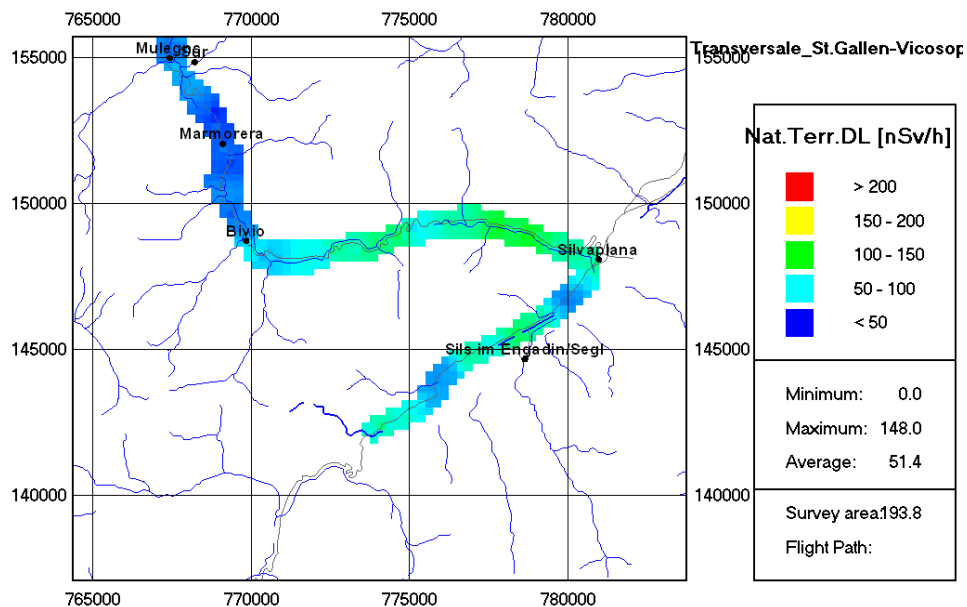 765000 770000 775000 780000
155000 155000
Mulegns
Sur
Transversale_St.Gallen-Vicosop
Marmorera
Nat.Terr.DL [nSv/h]
> 200
150 - 200
100 - 150
50 - 100
< 50
150000 150000
Bivio
Silvaplana
145000 145000
Sils im Engadin/Segl
Minimum: 0.0
Maximum: 148.0
Average: 51.4
140000 140000
Survey area: 193.8
Flight Path:
765000 770000 775000 780000